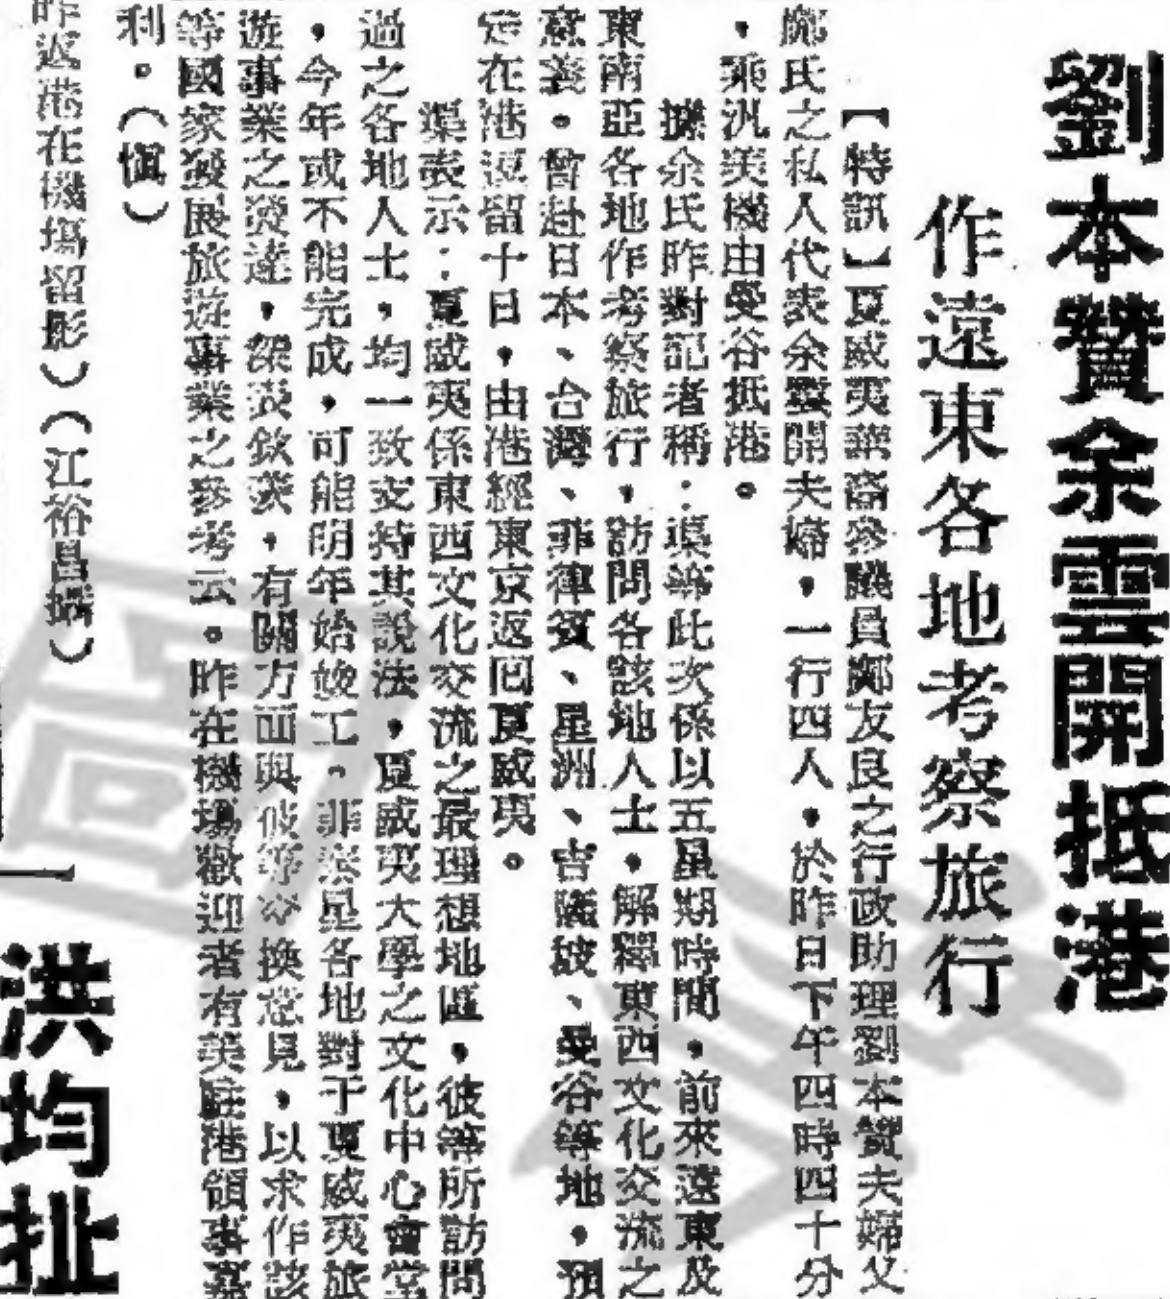 劉本贊余雲開抵港
作遠東各地考察旅行
【特訊】夏威夷華裔參議員鄺友良之行政助理劉本贊夫婦父
鄺氏之私人代表余雲開夫婦，一行四人，於昨日下午四時四十分
，乘汎美機由曼谷抵港。
據余氏昨對記者稱：渠等此次係以五星期時間，前來遠東及
東南亞各地作考察旅行，訪問各該地人士，解釋東西文化交流之
意義。曾赴日本、台灣、菲律賓、星洲、吉隆坡、曼谷等地，預
定在港逗留十日，由港經東京返回夏威夷。
渠表示：夏威夷係東西文化交流之最理想地區，彼等所訪問
過之各地人士，均一致支持其說法，夏威夷大學之文化中心會堂
，今年或不能完成，可能明年始竣工。菲泰星各地對于夏威夷旅
遊事業之發達，深表欽羨，有關方面與彼等交換意見，以求作該
等國家發展旅遊事業之參考云。昨在機場歡迎者有美駐港領事嘉
利。（慎）
昨返港在機場留影）（江裕昌攝）
洪均扯